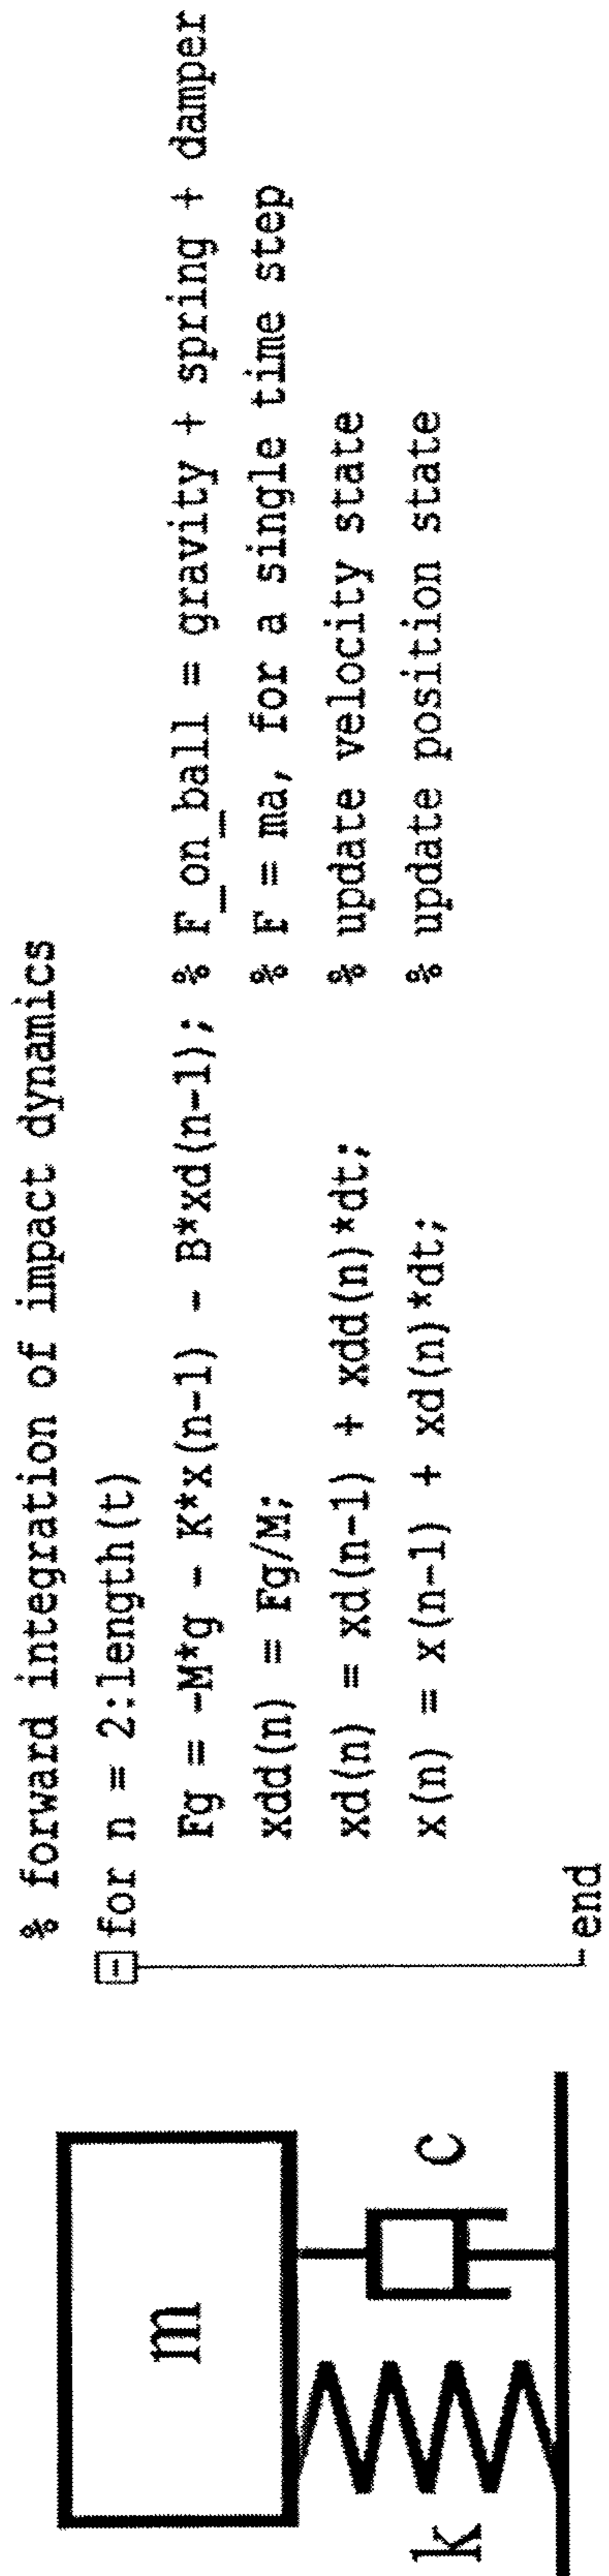 % forward integration of impact dynamics
for n = 2:length(t)
Fg = -M*g - K*x(n-1) - B*xd(n-1); % F_on_ball = gravity + spring + damper
xdd(n) = Fg/M; % F = ma, for a single time step
xd(n) = xd(n-1) + xdd(n)*dt; % update velocity state
x(n) = x(n-1) + xd(n)*dt; % update position state
end
m
k
c